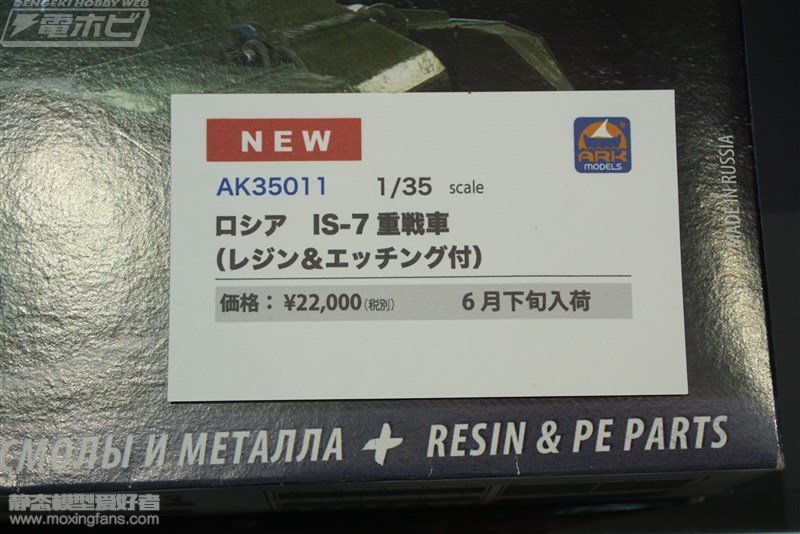 DENGEKI HOBBY WEB
電ホビ
NEW
ARK
MODELS
AK35011 1/35 scale
ロシア IS-7重戦車
(レジン&エッチング付)
価格： ¥22,000(税別) 6月下旬入荷
MADE IN RUSSIA
СМОЛЫ И МЕТАЛЛА + RESIN & PE PARTS
静态模型爱好者
www.moxingfans.com